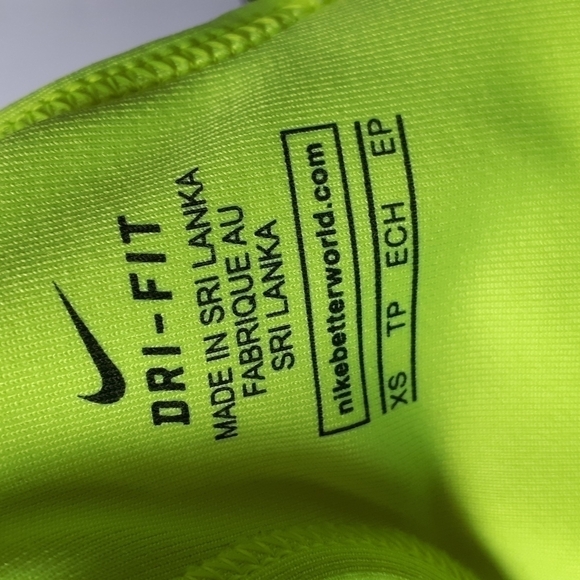 DRI-FIT
MADE IN SRI LANKA
FABRIQUE AU
SRI LANKA
nikebetterworld.com
XS TP ECH EP